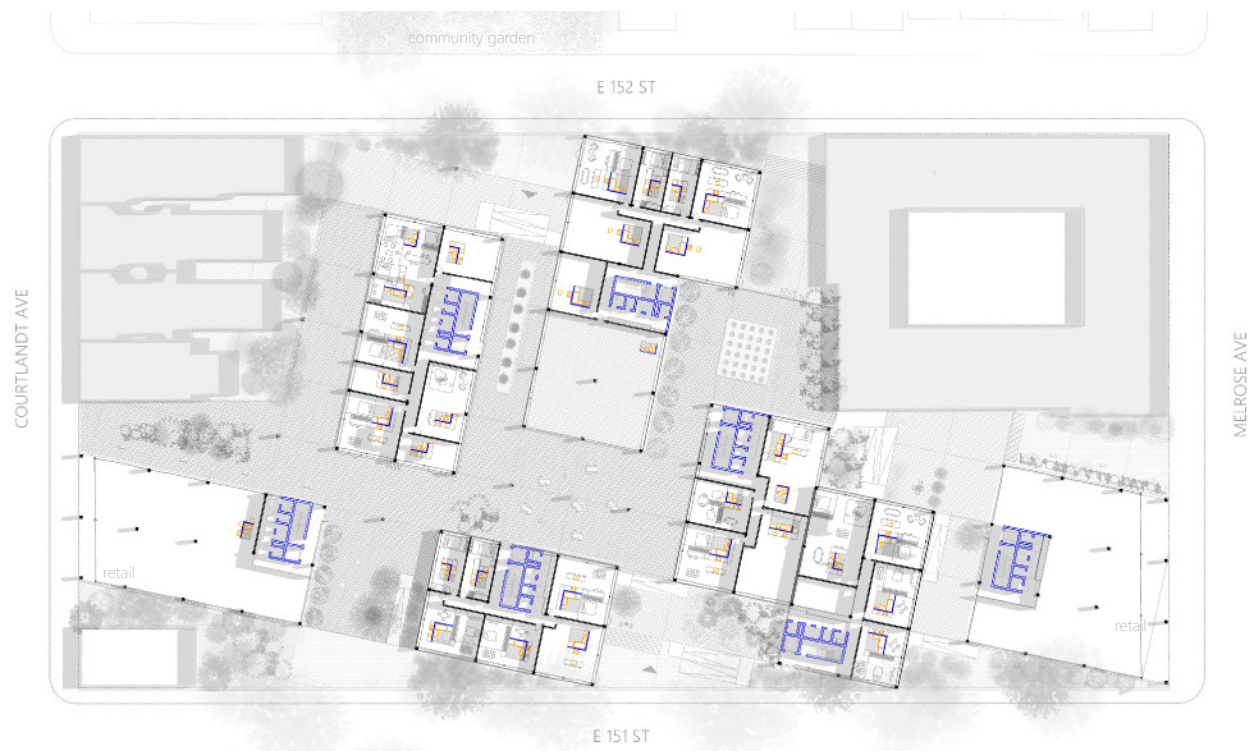 community garden
E 152 ST
COURTLANDT AVE
MELROSE AVE
retail
retail
E 151 ST